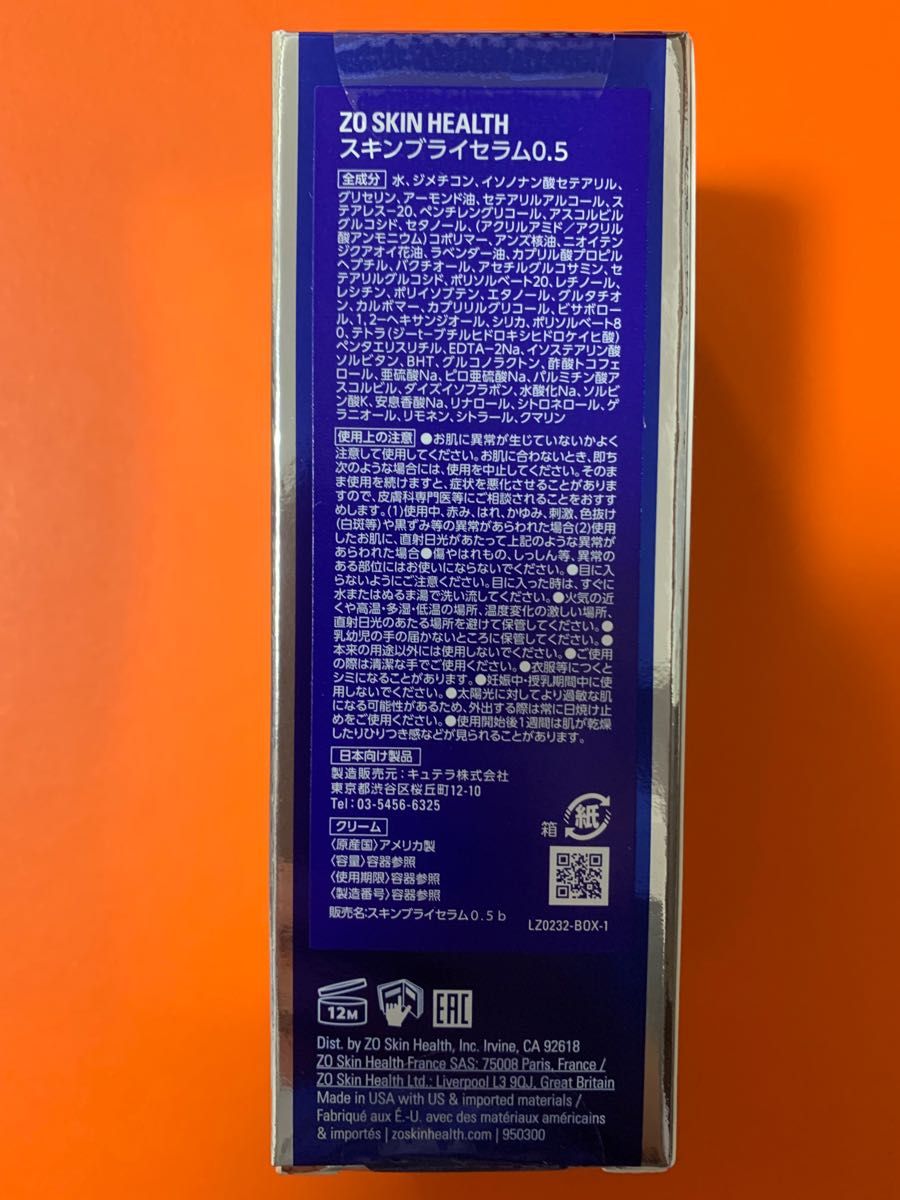 ZO SKIN HEALTH
スキンブライセラム0.5
全成分 水、ジメチコン、イソノナン酸セテアリル、
グリセリン、アーモンド油、セテアリルアルコール、ス
テアレス-20、ペンチレングリコール、アスコルビル
グルコシド、セタノール、(アクリルアミド/アクリル
酸アンモニウム)コポリマー、アンズ核油、ニオイテン
ジクアオイ花油、ラベンダー油、カプリル酸プロピル
ヘプチル、バクチオール、アセチルグルコサミン、セ
テアリルグルコシド、ポリソルベート20、レチノール、
レシチン、ポリイソブテン、エタノール、グルタチオ
ン、カルボマー、カプリリルグリコール、ビサボロー
ル、1,2-ヘキサンジオール、シリカ、ポリソルベート8
0、テトラ(ジ-t-ブチルヒドロキシヒドロケイヒ酸)
ペンタエリスリチル、EDTA-2Na、イソステアリン酸
ソルビタン、BHT、グルコノラクトン、酢酸トコフェ
ロール、亜硫酸Na、ピロ亜硫酸Na、パルミチン酸ア
スコルビル、ダイズイソフラボン、水酸化Na、ソルビ
ン酸K、安息香酸Na、リナロール、シトロネロール、ゲ
ラニオール、リモネン、シトラール、クマリン
使用上の注意 ●お肌に異常が生じていないかよく
注意して使用してください。お肌に合わないとき、即ち
次のような場合には、使用を中止してください。そのま
ま使用を続けますと、症状を悪化させることがありま
すので、皮膚科専門医等にご相談されることをおすす
めします。(1)使用中、赤み、はれ、かゆみ、刺激、色抜け
(白斑等)や黒ずみ等の異常があらわれた場合(2)使用
したお肌に、直射日光があたって上記のような異常が
あらわれた場合●傷やはれもの、しっしん等、異常の
ある部位にはお使いにならないでください。●目に入
らないようにご注意ください。目に入った時は、すぐに
水またはぬるま湯で洗い流してください。●火気の近
くや高温・多湿・低温の場所、温度変化の激しい場所、
直射日光のあたる場所を避けて保管してください。●
乳幼児の手の届かないところに保管してください。●
本来の用途以外には使用しないでください。●ご使用
の際は清潔な手でご使用ください。●衣服等につくと
シミになることがあります。●妊娠中・授乳期間中に使
用しないでください。●太陽光に対してより過敏な肌
になる可能性があるため、外出する際は常に日焼け止
めをご使用ください。●使用開始後1週間は肌が乾燥
したりひりつき感などが見られることがあります。
日本向け製品
製造販売元:キュテラ株式会社
東京都渋谷区桜丘町12-10
Tel:03-5456-6325
箱 紙
クリーム
〈原産国〉アメリカ製
〈容量〉容器参照
〈使用期限〉容器参照
〈製造番号〉容器参照
販売名:スキンブライセラム0.5b
LZ0232-BOX-1
12M EAC
Dist. by ZO Skin Health, Inc. Irvine, CA 92618
ZO Skin Health France SAS: 75008 Paris, France /
ZO Skin Health Ltd.: Liverpool L3 9QJ, Great Britain
Made in USA with US & imported materials /
Fabriqué aux É.-U. avec des matériaux américains
& importés | zoskinhealth.com | 950300